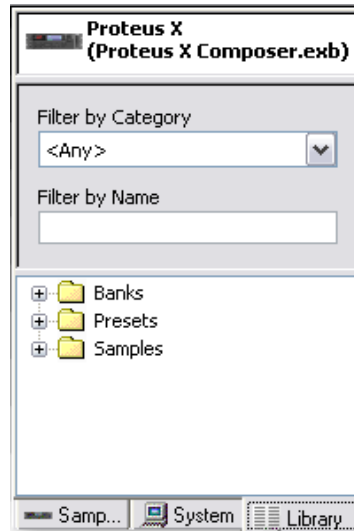 Proteus X
(Proteus X Composer.exb)
Filter by Category
<Any>
Filter by Name
Banks
Presets
Samples
Samp... System Library